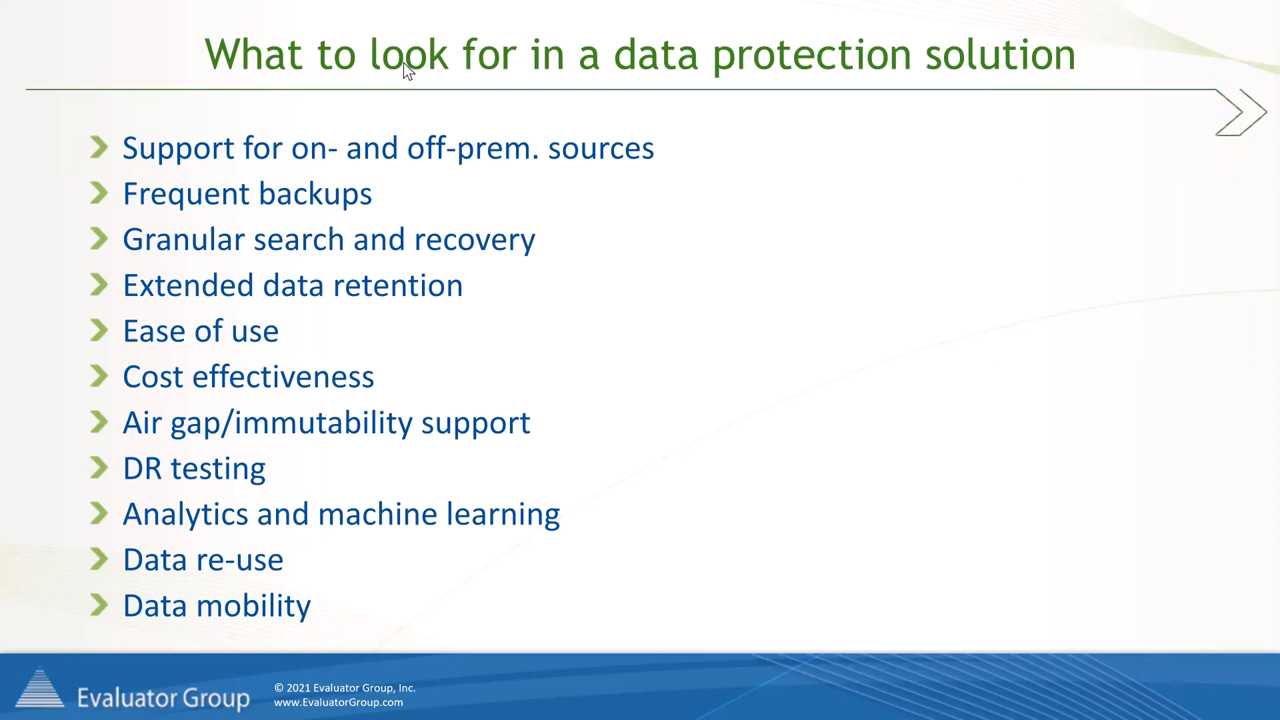 What to look for in a data protection solution
Support for on- and off-prem. sources
Frequent backups
Granular search and recovery
Extended data retention
Ease of use
Cost effectiveness
Air gap/immutability support
DR testing
Analytics and machine learning
Data re-use
Data mobility
Evaluator Group
© 2021 Evaluator Group, Inc.
www.EvaluatorGroup.com